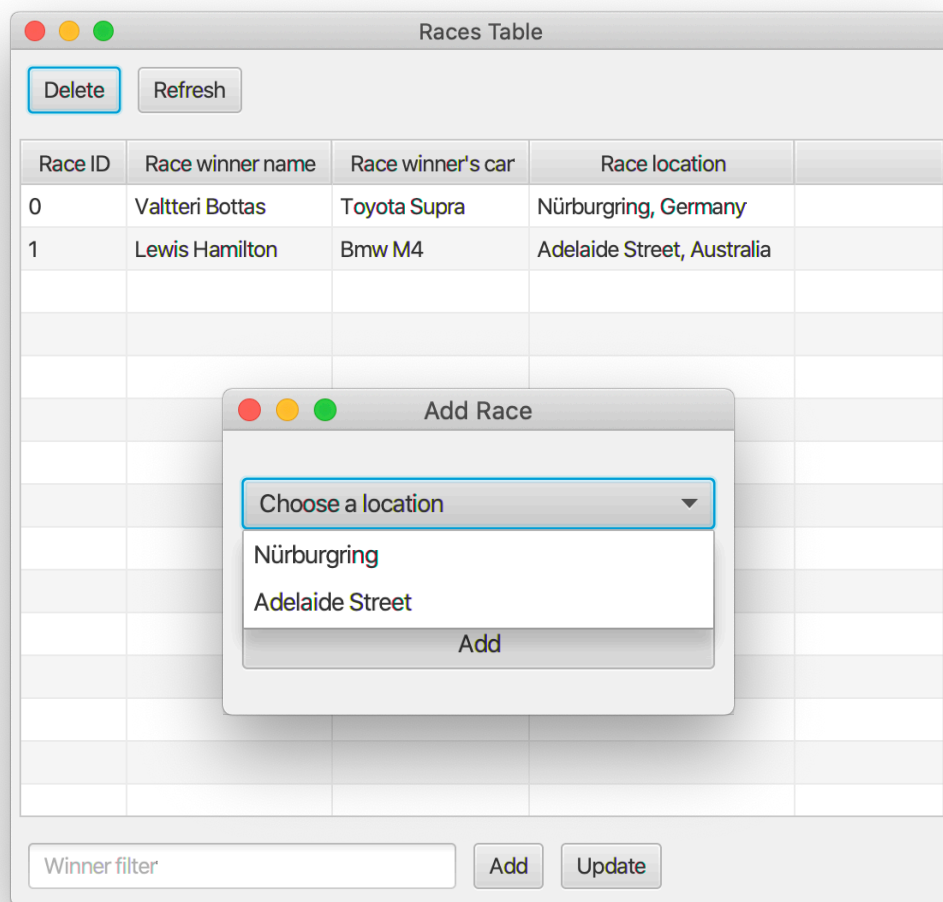 Races Table
Delete Refresh
Race ID Race winner name Race winner's car Race location
0 Valtteri Bottas Toyota Supra Nürburgring, Germany
1 Lewis Hamilton Bmw M4 Adelaide Street, Australia
Add Race
Choose a location
Nürburgring
Adelaide Street
Add
Winner filter Add Update